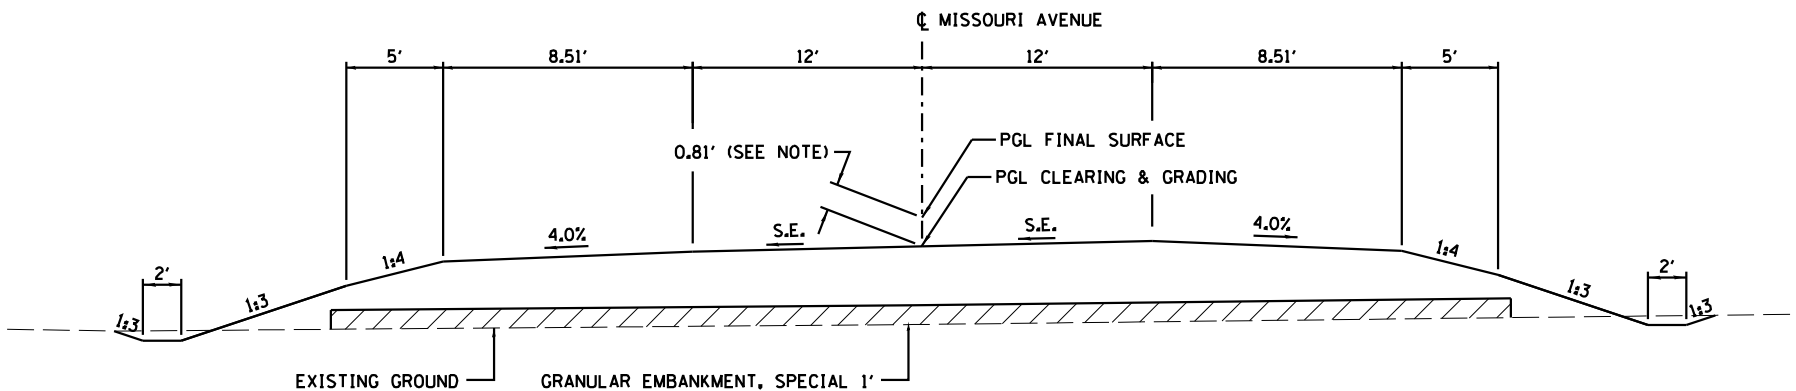 ℄ MISSOURI AVENUE
5' 8.51' 12' 12' 8.51' 5'
0.81' (SEE NOTE)
PGL FINAL SURFACE
PGL CLEARING & GRADING
4.0% S.E. S.E. 4.0%
2' 1:3 1:3 1:4 1:4 1:3 2' 1:3
EXISTING GROUND
GRANULAR EMBANKMENT, SPECIAL 1'